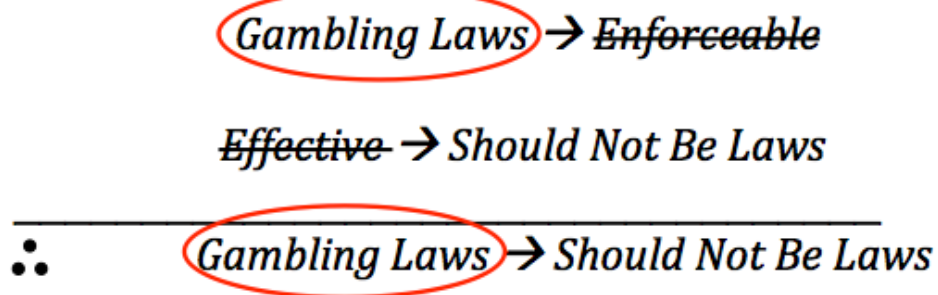 Gambling Laws → Enforceable
Effective → Should Not Be Laws
∴ Gambling Laws → Should Not Be Laws